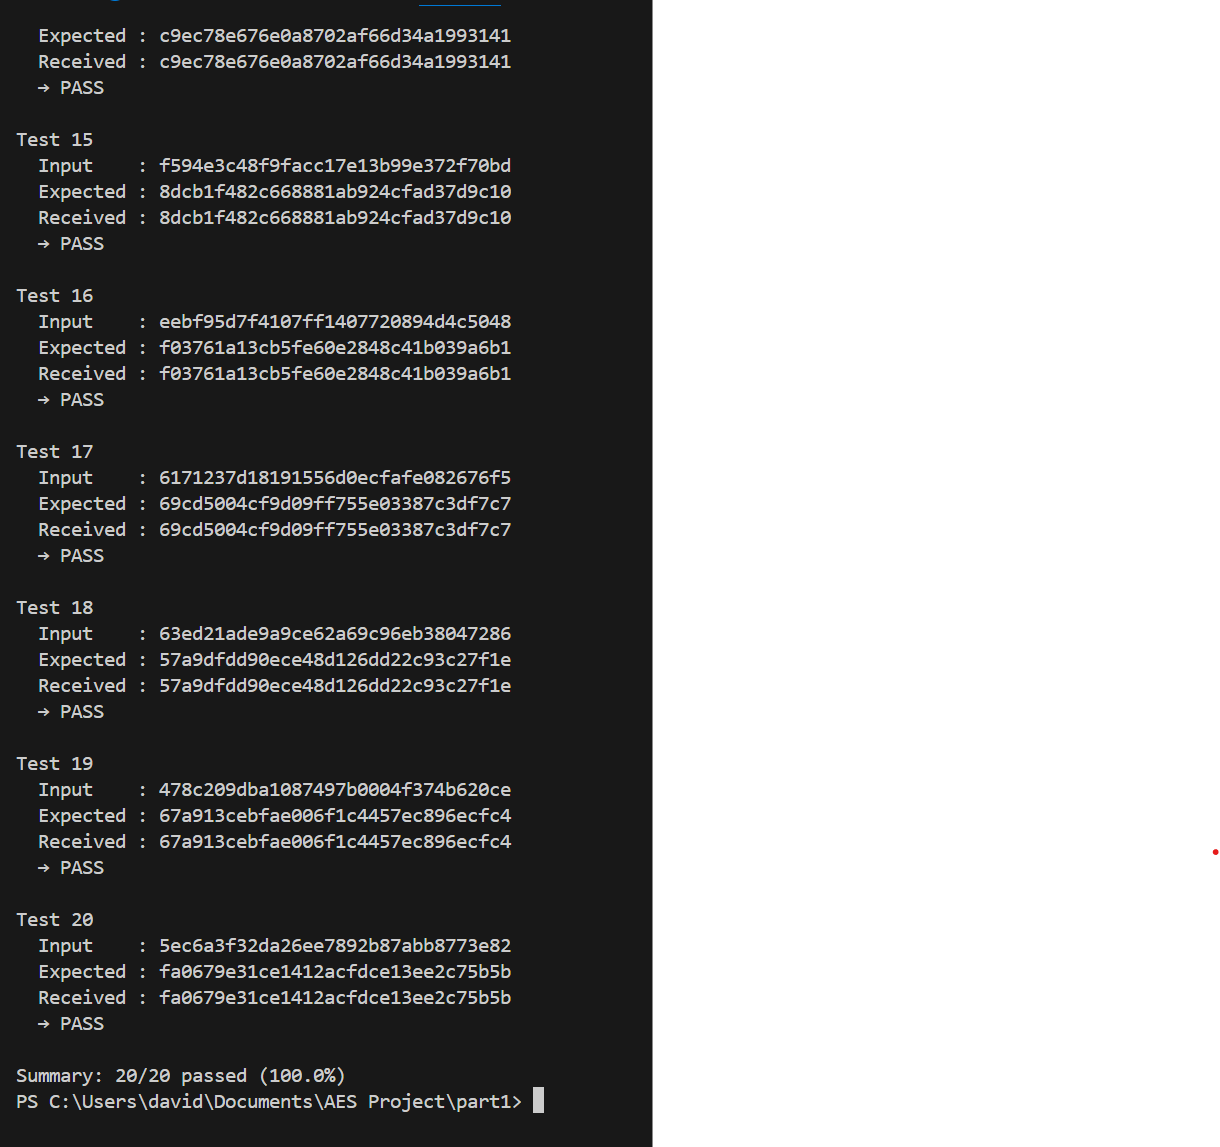 Expected : c9ec78e676e0a8702af66d34a1993141
Received : c9ec78e676e0a8702af66d34a1993141
→ PASS
Test 15
Input : f594e3c48f9facc17e13b99e372f70bd
Expected : 8dcb1f482c668881ab924cfad37d9c10
Received : 8dcb1f482c668881ab924cfad37d9c10
→ PASS
Test 16
Input : eebf95d7f4107ff1407720894d4c5048
Expected : f03761a13cb5fe60e2848c41b039a6b1
Received : f03761a13cb5fe60e2848c41b039a6b1
→ PASS
Test 17
Input : 6171237d18191556d0ecfafe082676f5
Expected : 69cd5004cf9d09ff755e03387c3df7c7
Received : 69cd5004cf9d09ff755e03387c3df7c7
→ PASS
Test 18
Input : 63ed21ade9a9ce62a69c96eb38047286
Expected : 57a9dfdd90ece48d126dd22c93c27f1e
Received : 57a9dfdd90ece48d126dd22c93c27f1e
→ PASS
Test 19
Input : 478c209dba1087497b0004f374b620ce
Expected : 67a913cebfae006f1c4457ec896ecfc4
Received : 67a913cebfae006f1c4457ec896ecfc4
→ PASS
Test 20
Input : 5ec6a3f32da26ee7892b87abb8773e82
Expected : fa0679e31ce1412acfdce13ee2c75b5b
Received : fa0679e31ce1412acfdce13ee2c75b5b
→ PASS
Summary: 20/20 passed (100.0%)
PS C:\Users\david\Documents\AES Project\part1>